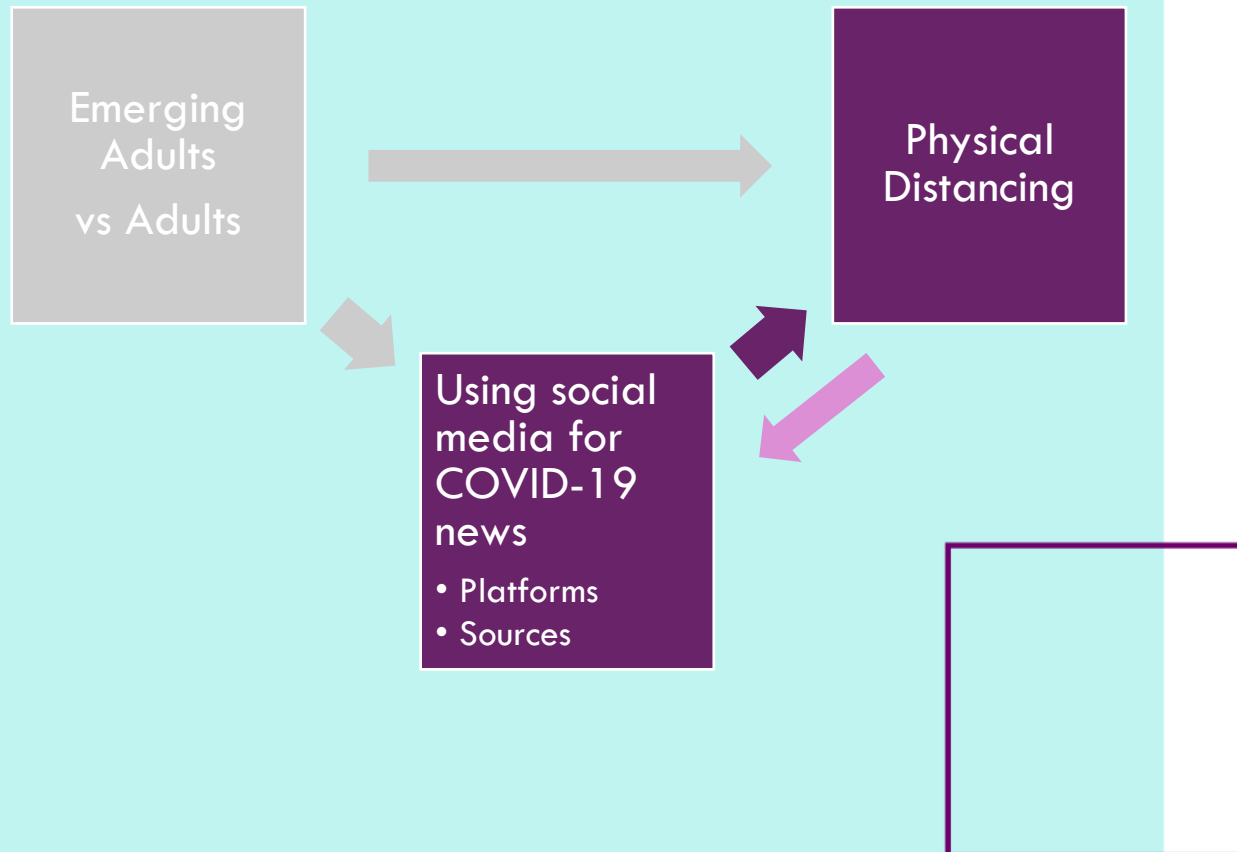 Emerging
Adults
vs Adults
Physical
Distancing
Using social
media for
COVID-19
news
• Platforms
• Sources